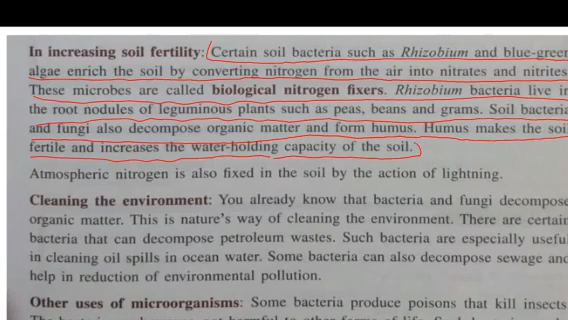 In increasing soil fertility: Certain soil bacteria such as Rhizobium and blue-green
algae enrich the soil by converting nitrogen from the air into nitrates and nitrites
These microbes are called biological nitrogen fixers. Rhizobium bacteria live in
the root nodules of leguminous plants such as peas, beans and grams. Soil bacteria
and fungi also decompose organic matter and form humus. Humus makes the soi
fertile and increases the water-holding capacity of the soil.
Atmospheric nitrogen is also fixed in the soil by the action of lightning.
Cleaning the environment: You already know that bacteria and fungi decompose
organic matter. This is nature's way of cleaning the environment. There are certain
bacteria that can decompose petroleum wastes. Such bacteria are especially useful
in cleaning oil spills in ocean water. Some bacteria can also decompose sewage and
help in reduction of environmental pollution.
Other uses of microorganisms: Some bacteria produce poisons that kill insects